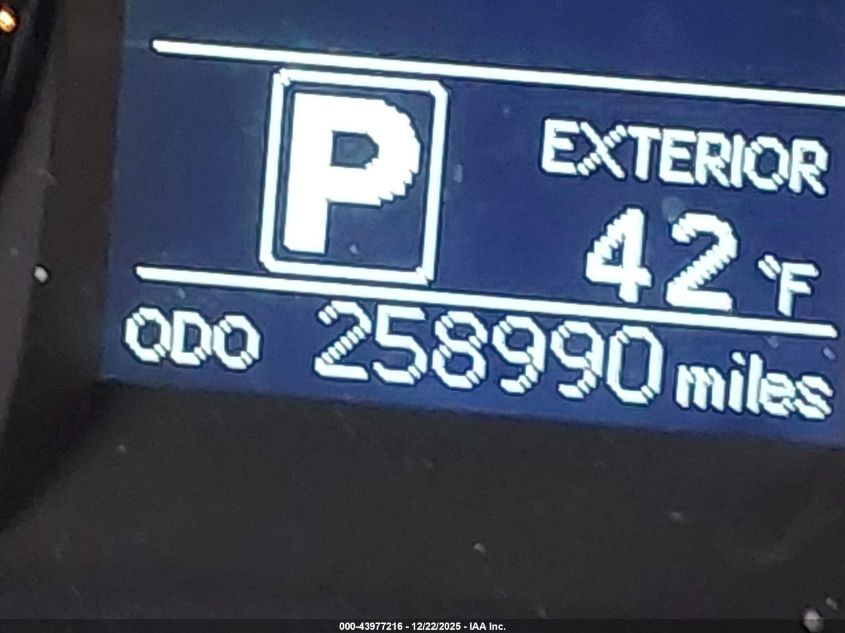 P
EXTERIOR
42 °F
ODO 258990 miles
000-43977216 - 12/22/2025 - IAA Inc.